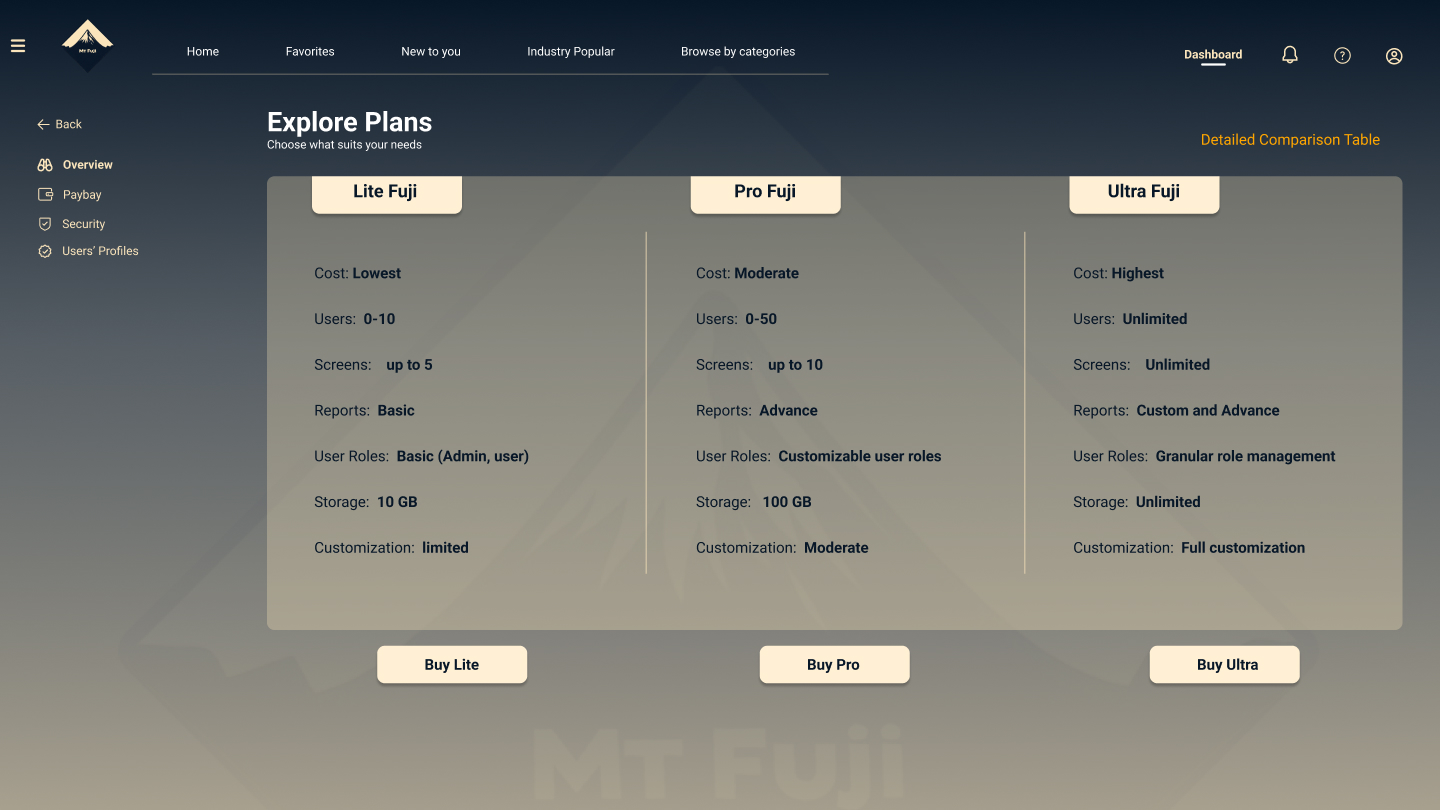 Mt Fuji
Home Favorites New to you Industry Popular Browse by categories
Dashboard
Back
Overview
Paybay
Security
Users’ Profiles
Explore Plans
Choose what suits your needs
Detailed Comparison Table
Lite Fuji
Cost: Lowest
Users: 0-10
Screens: up to 5
Reports: Basic
User Roles: Basic (Admin, user)
Storage: 10 GB
Customization: limited
Buy Lite
Pro Fuji
Cost: Moderate
Users: 0-50
Screens: up to 10
Reports: Advance
User Roles: Customizable user roles
Storage: 100 GB
Customization: Moderate
Buy Pro
Ultra Fuji
Cost: Highest
Users: Unlimited
Screens: Unlimited
Reports: Custom and Advance
User Roles: Granular role management
Storage: Unlimited
Customization: Full customization
Buy Ultra
Mt Fuji